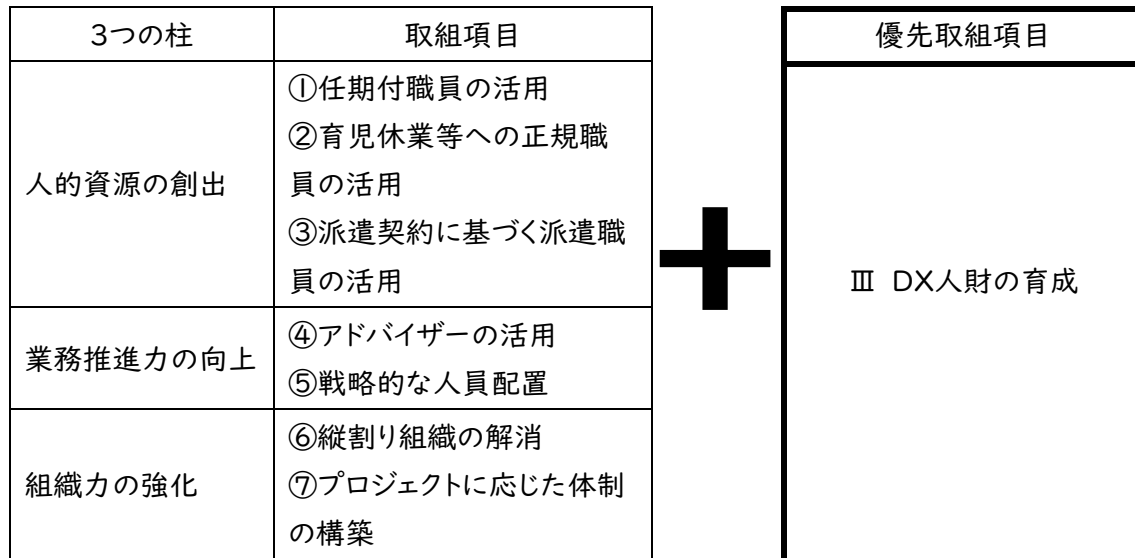 3つの柱
取組項目
人的資源の創出
①任期付職員の活用
②育児休業等への正規職
員の活用
③派遣契約に基づく派遣職
員の活用
業務推進力の向上
④アドバイザーの活用
⑤戦略的な人員配置
組織力の強化
⑥縦割り組織の解消
⑦プロジェクトに応じた体制
の構築
優先取組項目
Ⅲ DX人財の育成